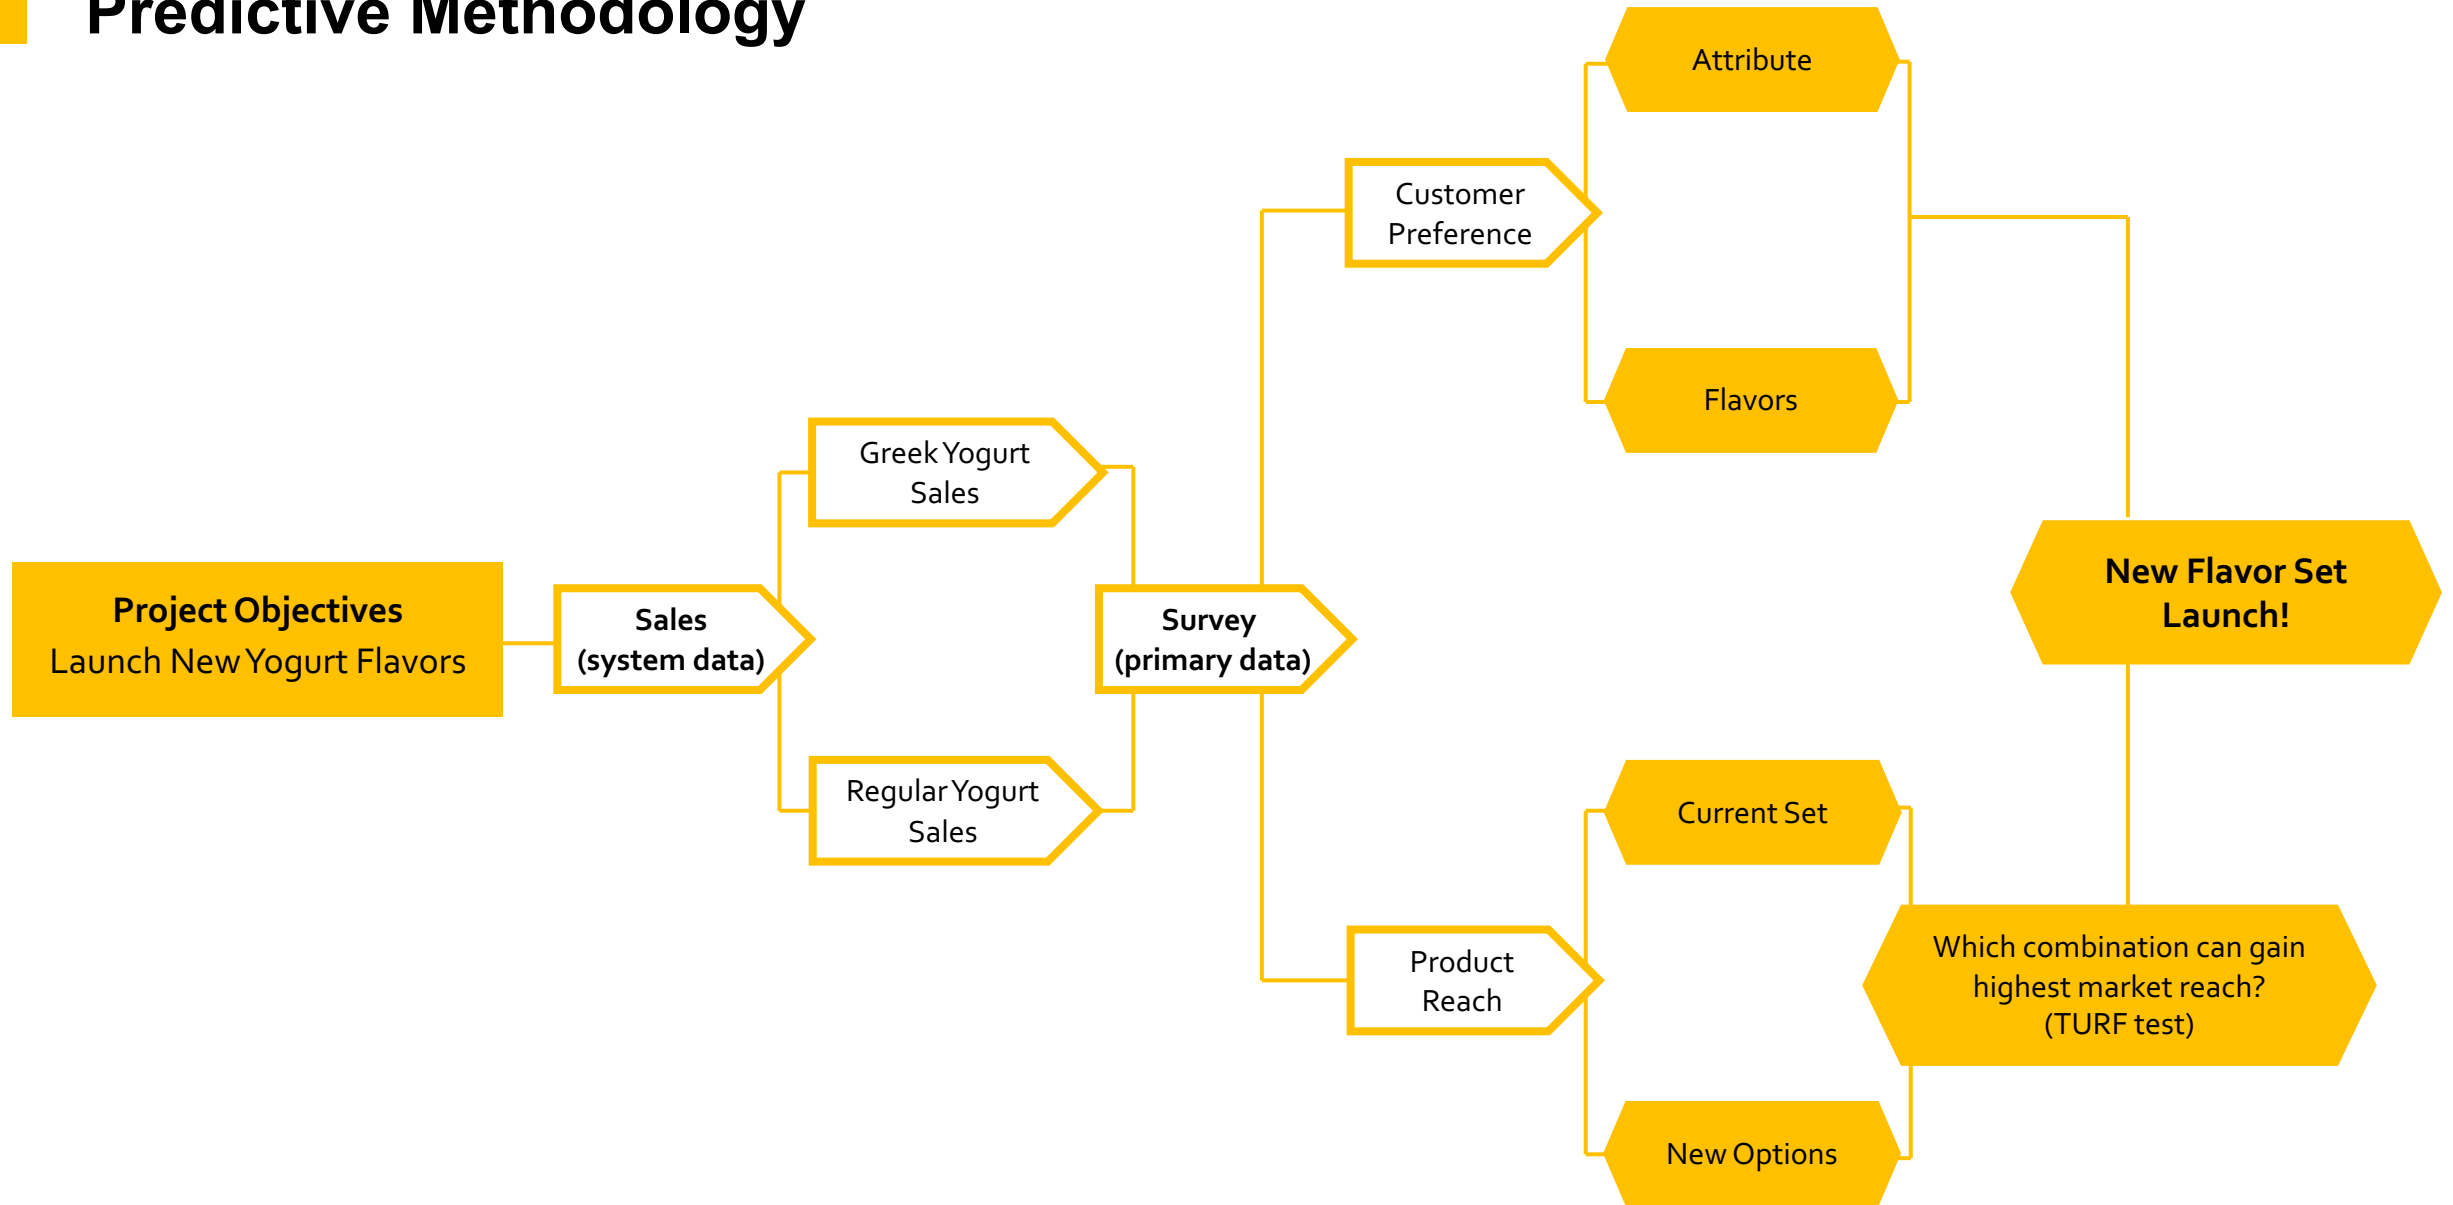 Predictive Methodology
Attribute
Customer
Preference
Flavors
Greek Yogurt
Sales
Project Objectives
Launch New Yogurt Flavors
Sales
(system data)
Survey
(primary data)
New Flavor Set
Launch!
Regular Yogurt
Sales
Current Set
Product
Reach
Which combination can gain
highest market reach?
(TURF test)
New Options